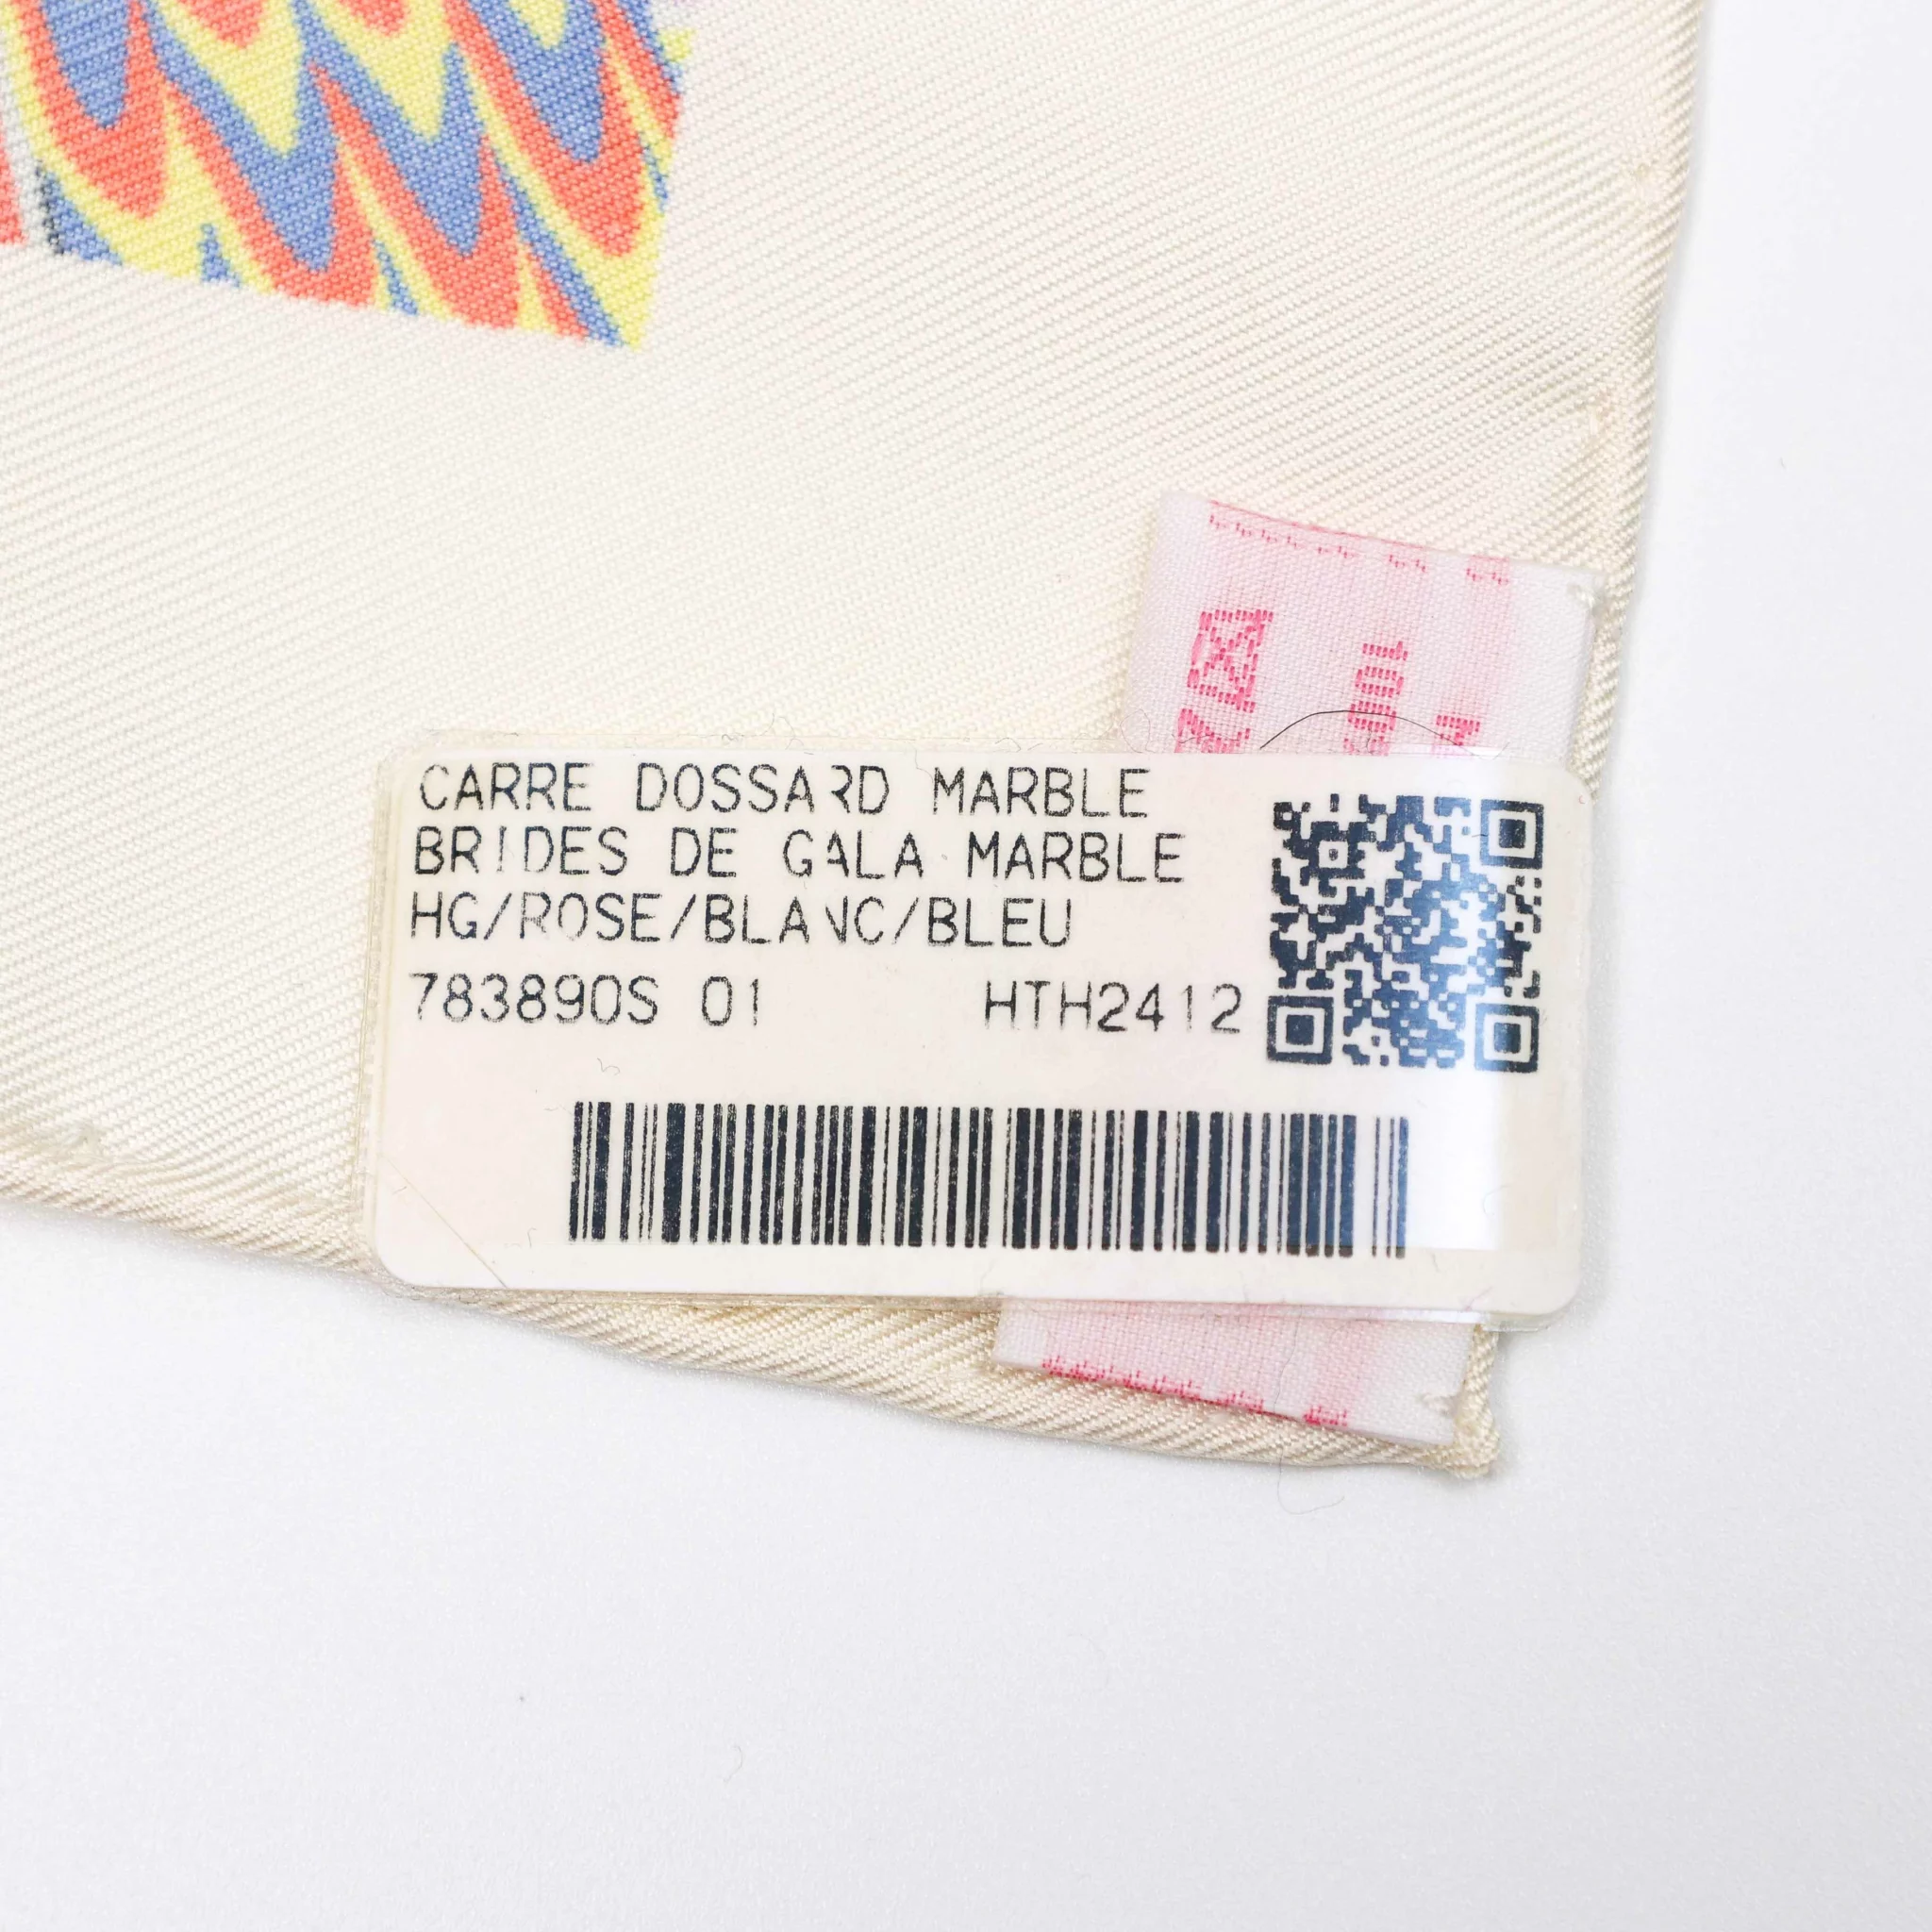 CARRE DOSSARD MARBLE
BRIDES DE GALA MARBLE
HG/ROSE/BLANC/BLEU
783890S 01 HTH2412